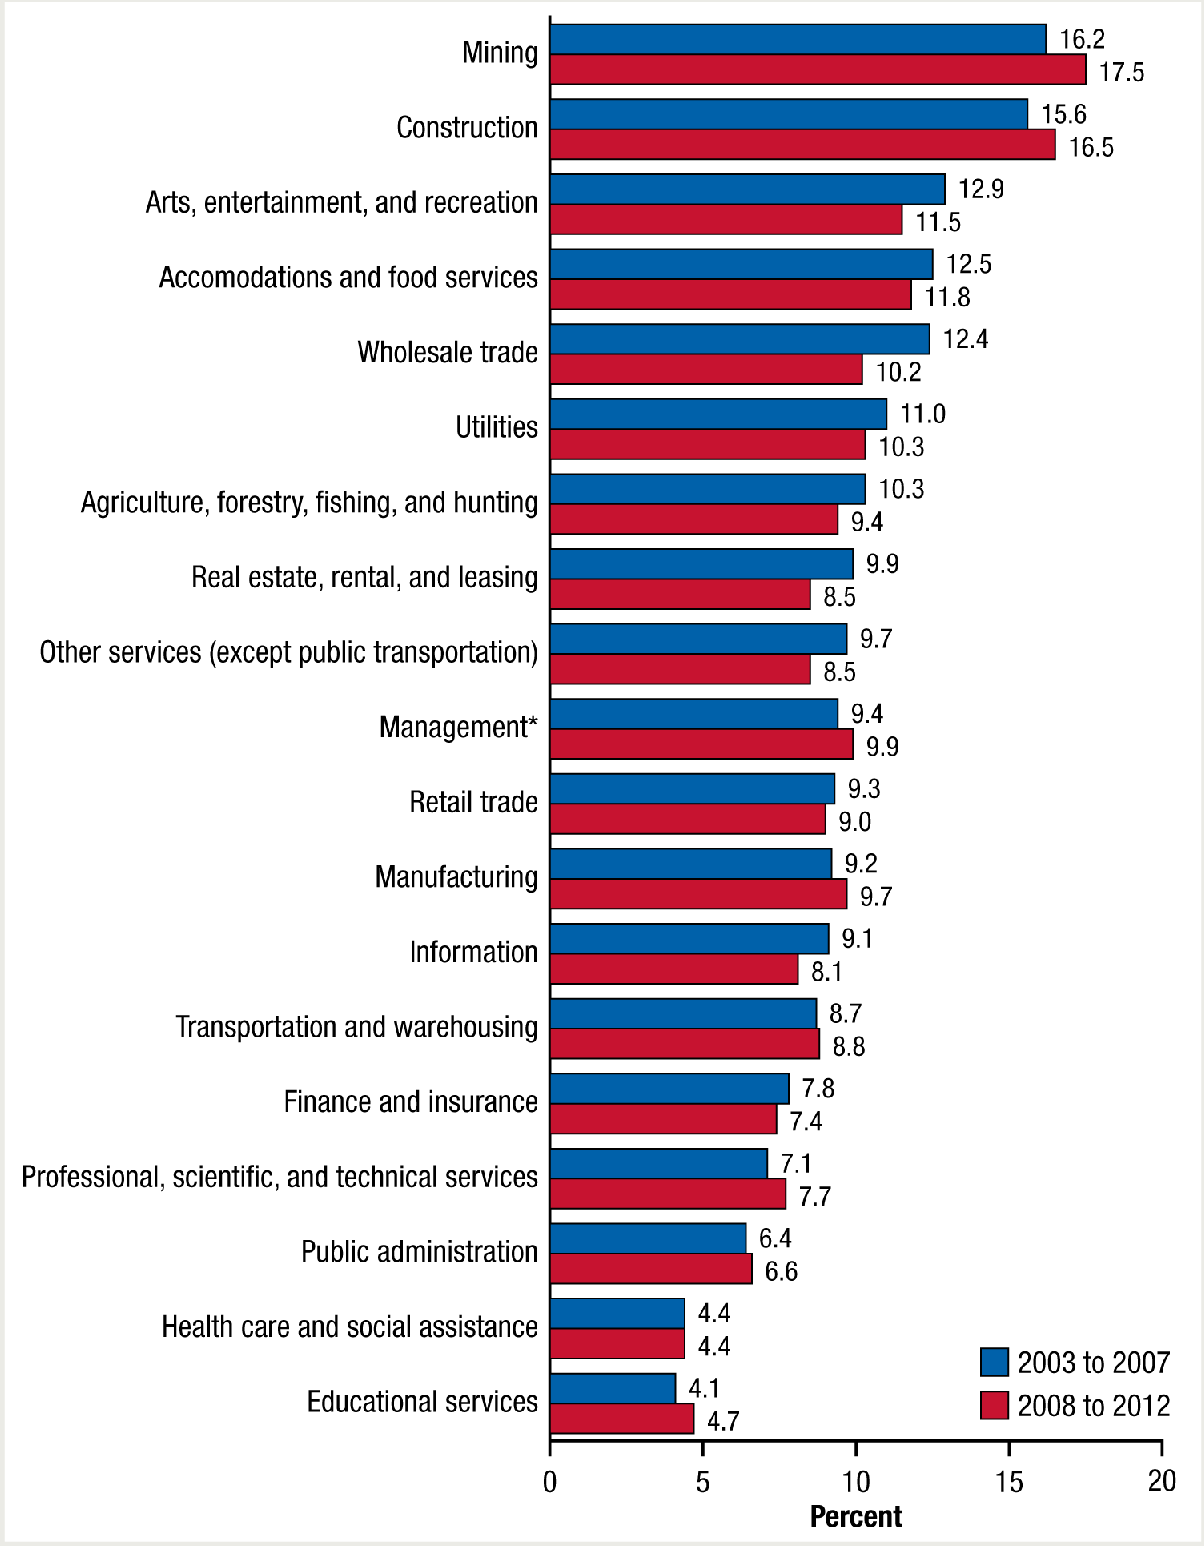 Mining
16.2
17.5
Construction
15.6
16.5
Arts, entertainment, and recreation
12.9
11.5
Accomodations and food services
12.5
11.8
Wholesale trade
12.4
10.2
Utilities
11.0
10.3
Agriculture, forestry, fishing, and hunting
10.3
9.4
Real estate, rental, and leasing
9.9
8.5
Other services (except public transportation)
9.7
8.5
Management*
9.4
9.9
Retail trade
9.3
9.0
Manufacturing
9.2
9.7
Information
9.1
8.1
Transportation and warehousing
8.7
8.8
Finance and insurance
7.8
7.4
Professional, scientific, and technical services
7.1
7.7
Public administration
6.4
6.6
Health care and social assistance
4.4
4.4
Educational services
4.1
4.7
2003 to 2007
2008 to 2012
0 5 10 15 20
Percent